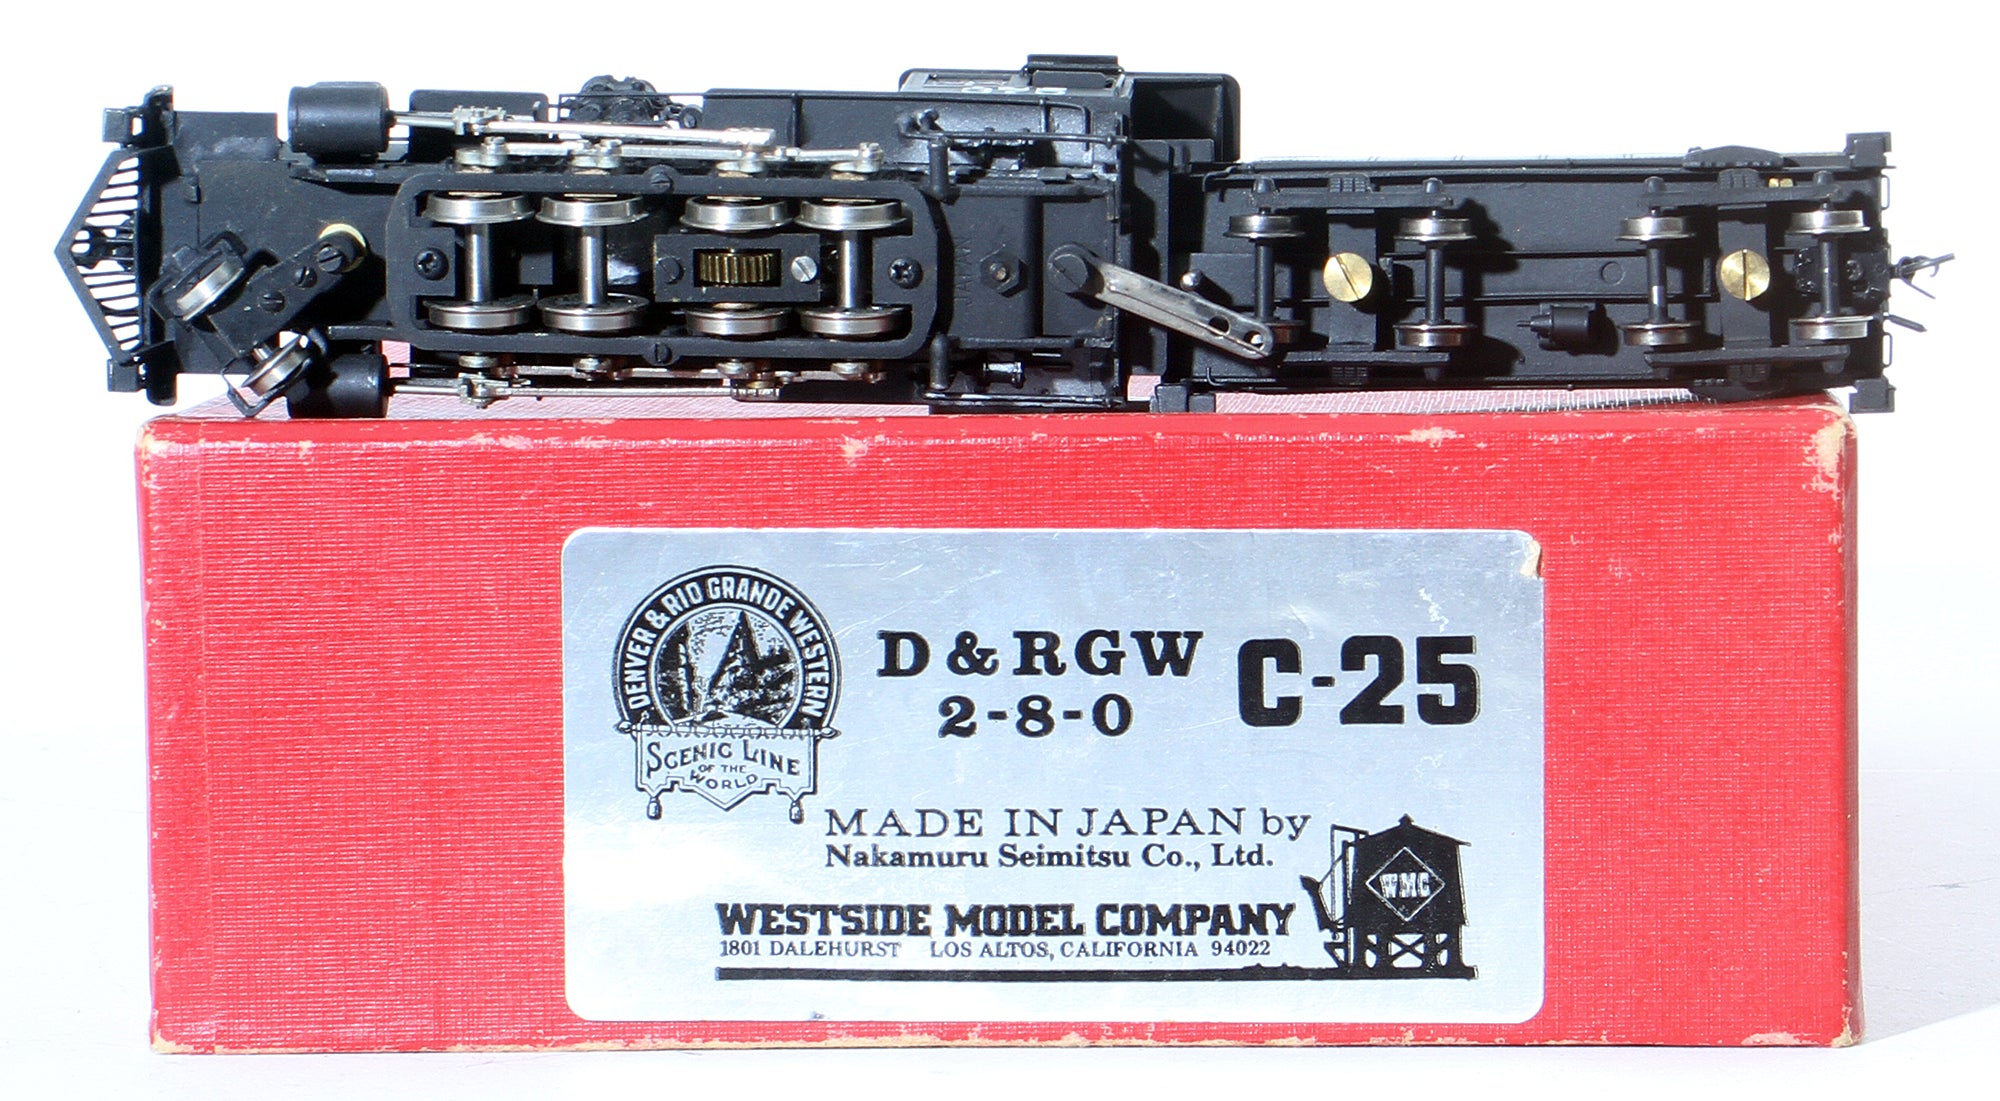 JAPAN
DENVER & RIO GRANDE WESTERN
SCENIC LINE
OF THE
WORLD
D & RGW
2-8-0
C-25
MADE IN JAPAN by
Nakamuru Seimitsu Co., Ltd.
WMC
WESTSIDE MODEL COMPANY
1801 DALEHURST LOS ALTOS, CALIFORNIA 94022